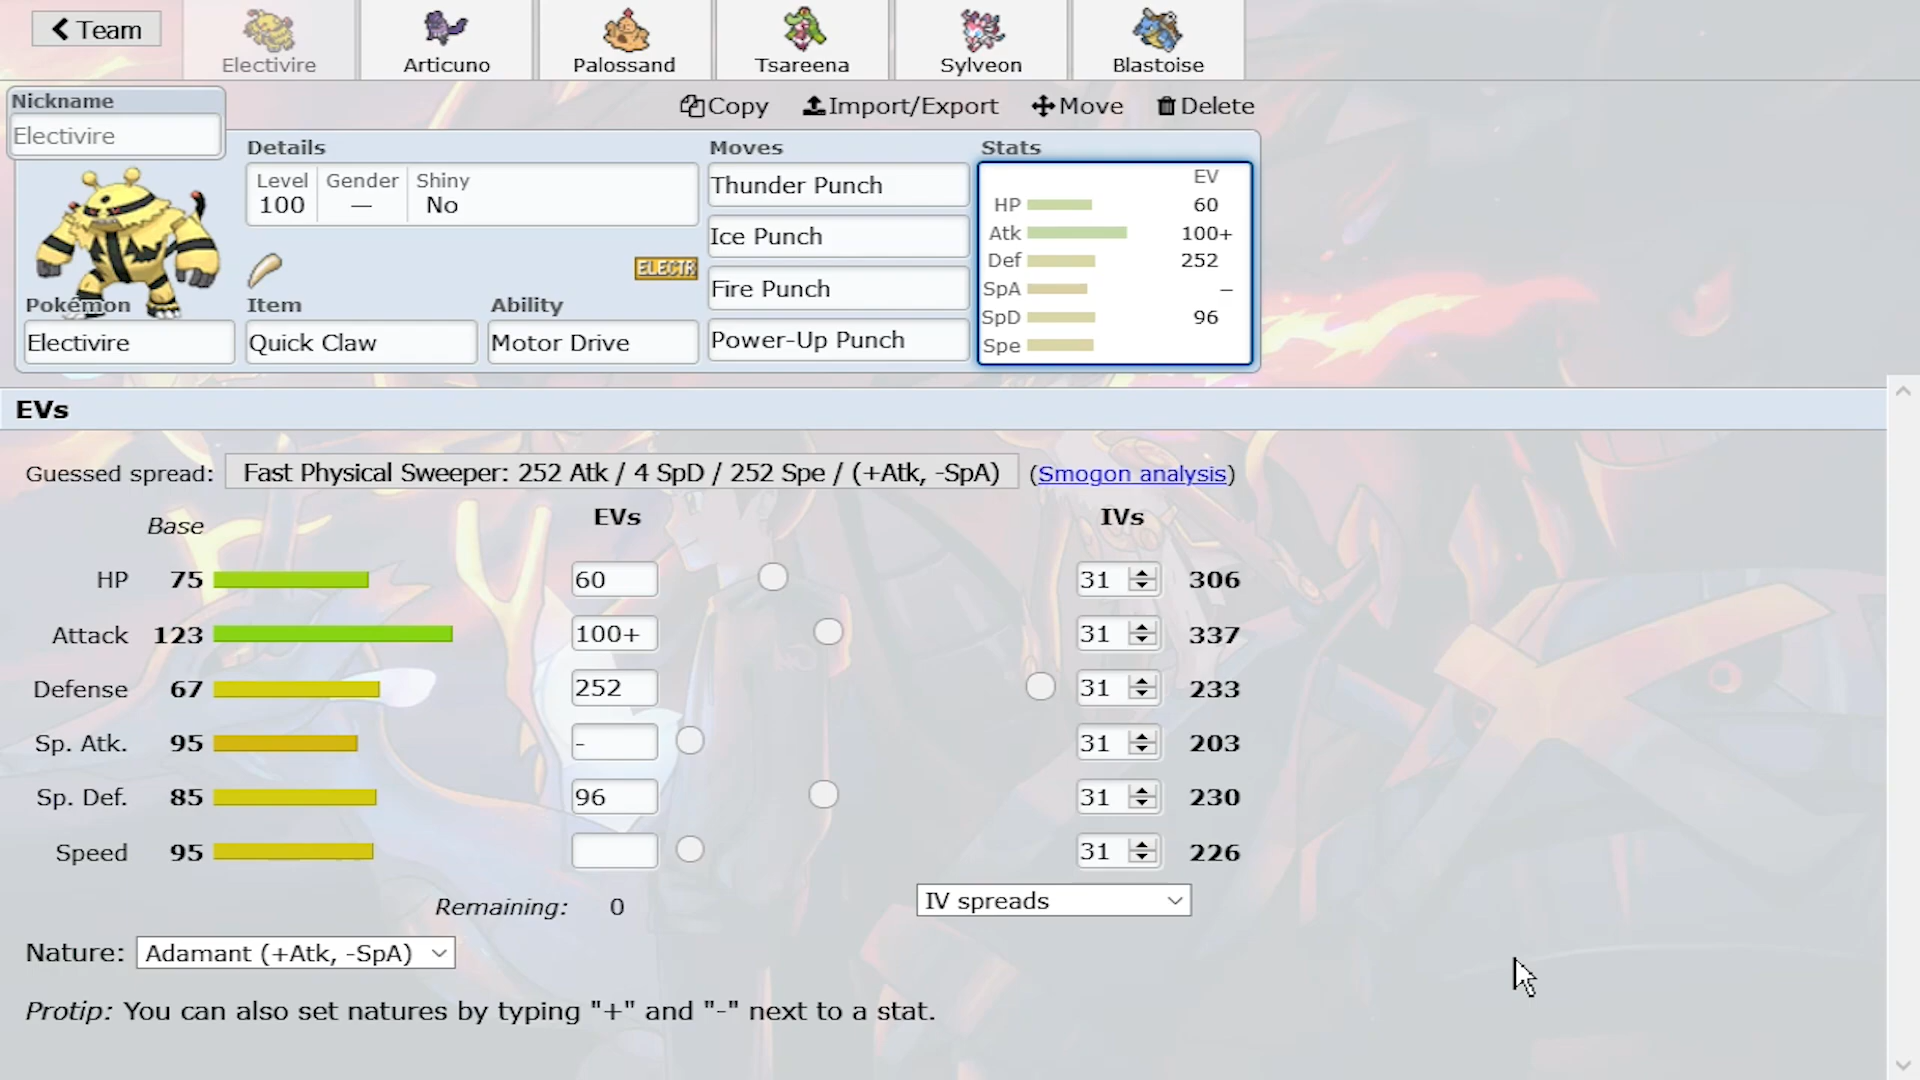 Team
Electivire
Articuno
Palossand
Tsareena
Sylveon
Blastoise
Nickname
Electivire
Copy
Import/Export
Move
Delete
Details
Level Gender Shiny
100 — No
ELECTR
Pokémon
Electivire
Item
Quick Claw
Ability
Motor Drive
Moves
Thunder Punch
Ice Punch
Fire Punch
Power-Up Punch
Stats
EV
HP 60
Atk 100+
Def 252
SpA –
SpD 96
Spe
EVs
Guessed spread: Fast Physical Sweeper: 252 Atk / 4 SpD / 252 Spe / (+Atk, -SpA) (Smogon analysis)
Base EVs IVs
HP 75 60 31 306
Attack 123 100+ 31 337
Defense 67 252 31 233
Sp. Atk. 95 - 31 203
Sp. Def. 85 96 31 230
Speed 95 31 226
Remaining: 0
IV spreads
Nature: Adamant (+Atk, -SpA)
Protip: You can also set natures by typing "+" and "-" next to a stat.